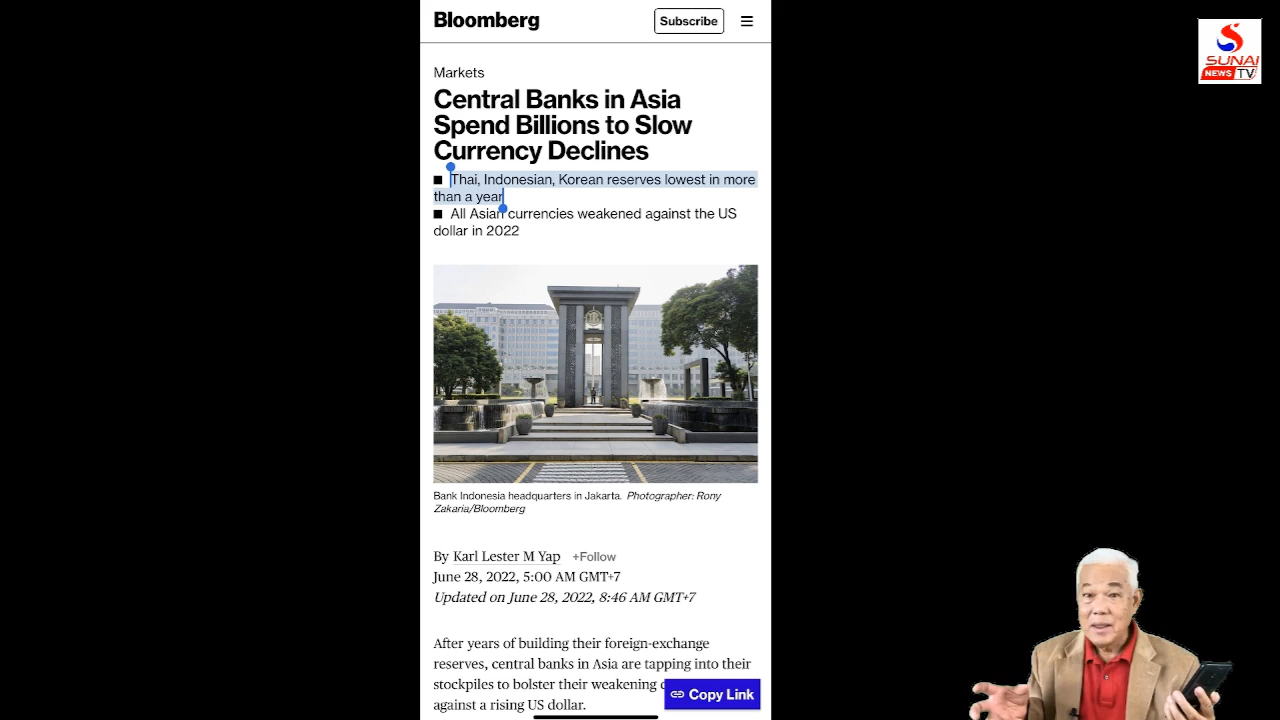 Bloomberg
Subscribe
SUNAI
NEWS TV
Markets
Central Banks in Asia
Spend Billions to Slow
Currency Declines
■ Thai, Indonesian, Korean reserves lowest in more
than a year
■ All Asian currencies weakened against the US
dollar in 2022
Bank Indonesia headquarters in Jakarta. Photographer: Rony
Zakaria/Bloomberg
By Karl Lester M Yap +Follow
June 28, 2022, 5:00 AM GMT+7
Updated on June 28, 2022, 8:46 AM GMT+7
After years of building their foreign-exchange
reserves, central banks in Asia are tapping into their
stockpiles to bolster their weakening
against a rising US dollar.
Copy Link